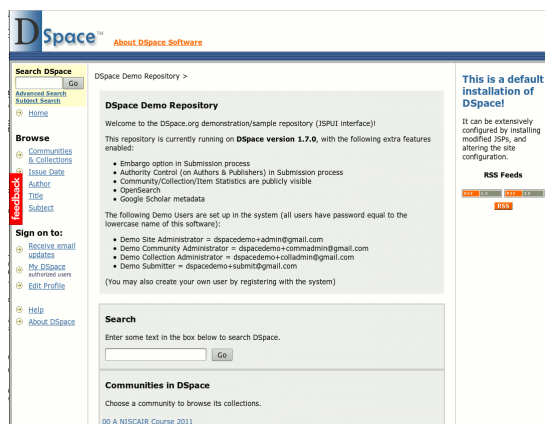 DSpace™
About DSpace Software
Search DSpace
Go
Advanced Search
Subject Search
Home
Browse
Communities
& Collections
Issue Date
Author
Title
Subject
feedback
Sign on to:
Receive email
updates
My DSpace
authorized users
Edit Profile
Help
About DSpace
DSpace Demo Repository >
DSpace Demo Repository
Welcome to the DSpace.org demonstration/sample repository (JSPUI interface)!
This repository is currently running on DSpace version 1.7.0, with the following extra features
enabled:
• Embargo option in Submission process
• Authority Control (on Authors & Publishers) in Submission process
• Community/Collection/Item Statistics are publicly visible
• OpenSearch
• Google Scholar metadata
The following Demo Users are set up in the system (all users have password equal to the
lowercase name of this software):
• Demo Site Administrator = dspacedemo+admin@gmail.com
• Demo Community Administrator = dspacedemo+commadmin@gmail.com
• Demo Collection Administrator = dspacedemo+colladmin@gmail.com
• Demo Submitter = dspacedemo+submit@gmail.com
(You may also create your own user by registering with the system)
Search
Enter some text in the box below to search DSpace.
Go
Communities in DSpace
Choose a community to browse its collections.
00 A NISCAIR Course 2011
This is a default
installation of
DSpace!
It can be extensively
configured by installing
modified JSPs, and
altering the site
configuration.
RSS Feeds
RSS